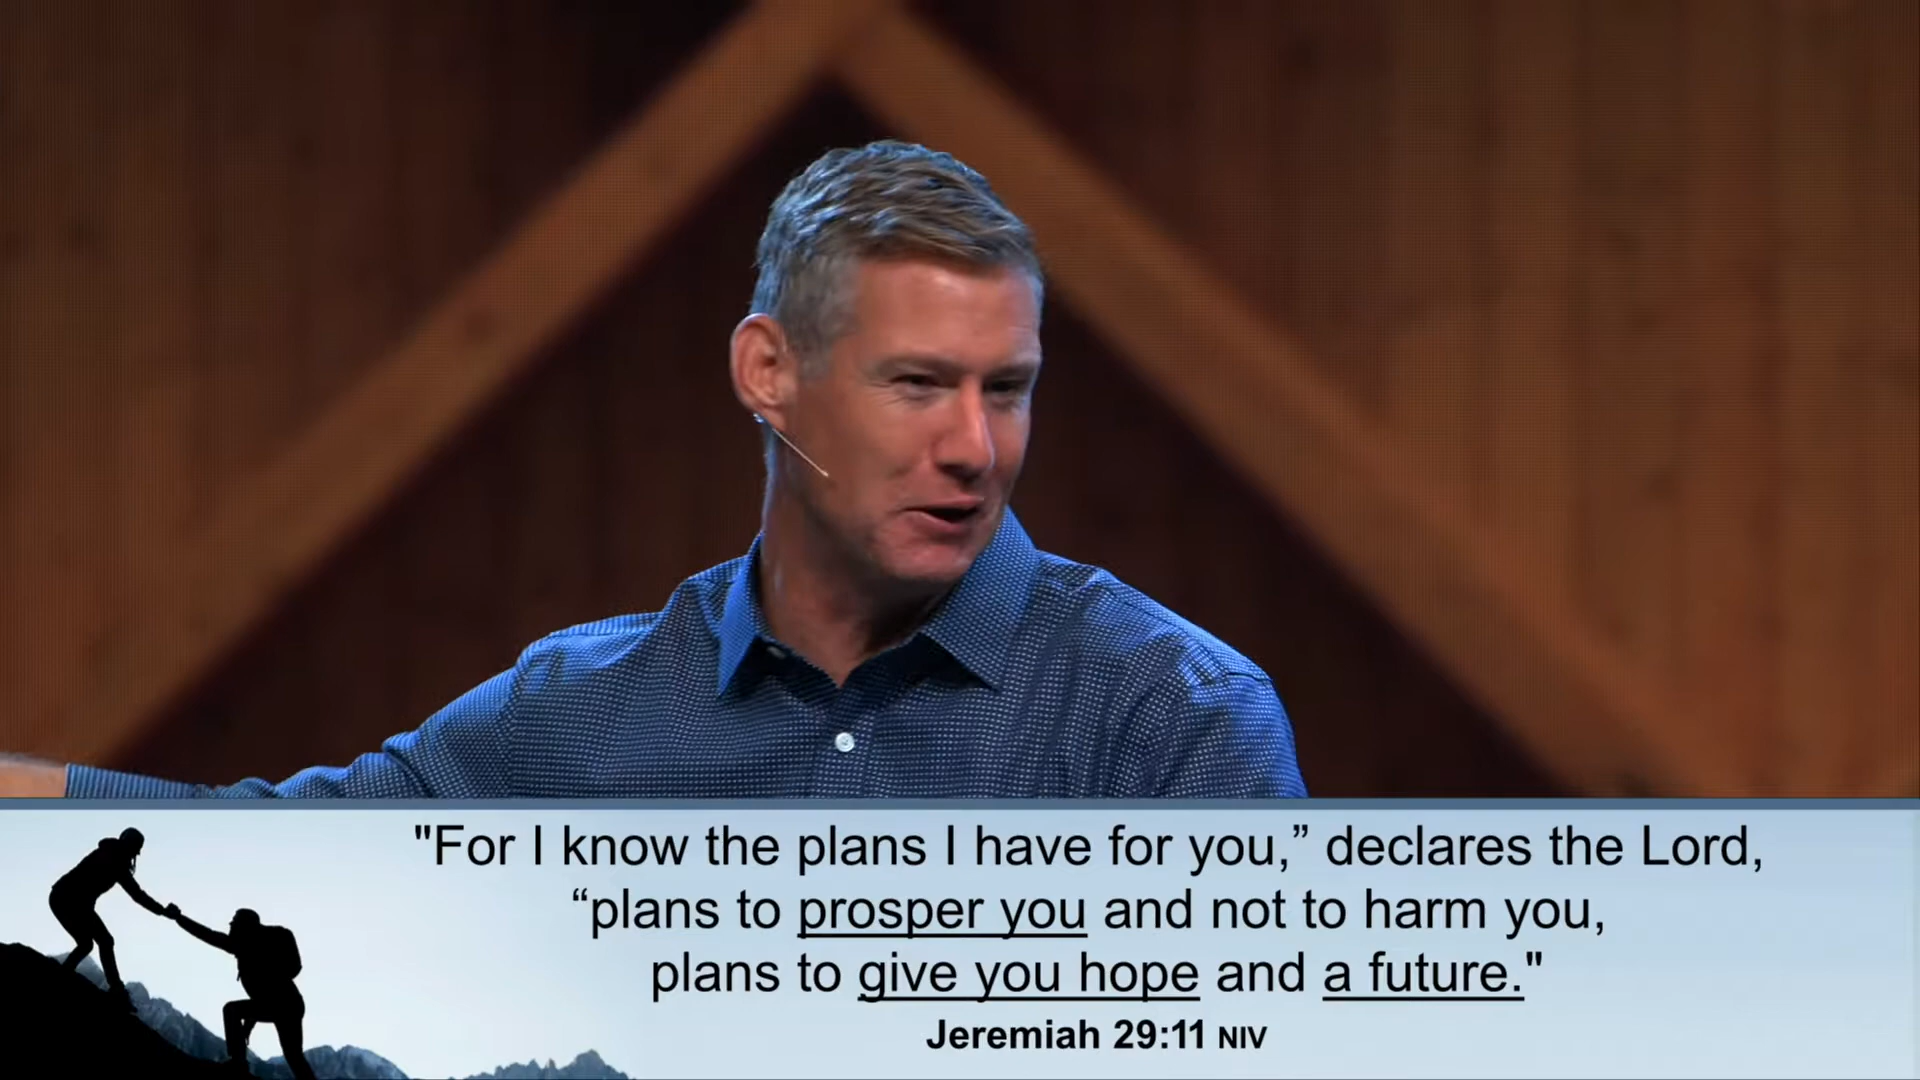 "For I know the plans I have for you,” declares the Lord,
“plans to prosper you and not to harm you,
plans to give you hope and a future."
Jeremiah 29:11 NIV